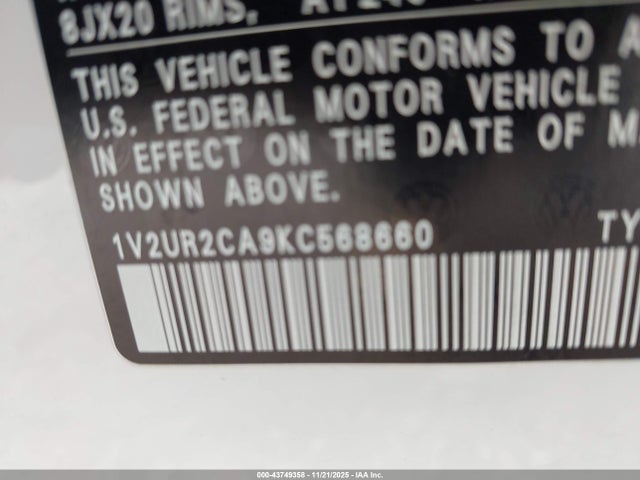 8JX20 RIMS,
THIS VEHICLE CONFORMS TO A
U.S. FEDERAL MOTOR VEHICLE
IN EFFECT ON THE DATE OF M
SHOWN ABOVE.
1V2UR2CA9KC568660 TY
000-43749358 - 11/21/2025 - IAA Inc.